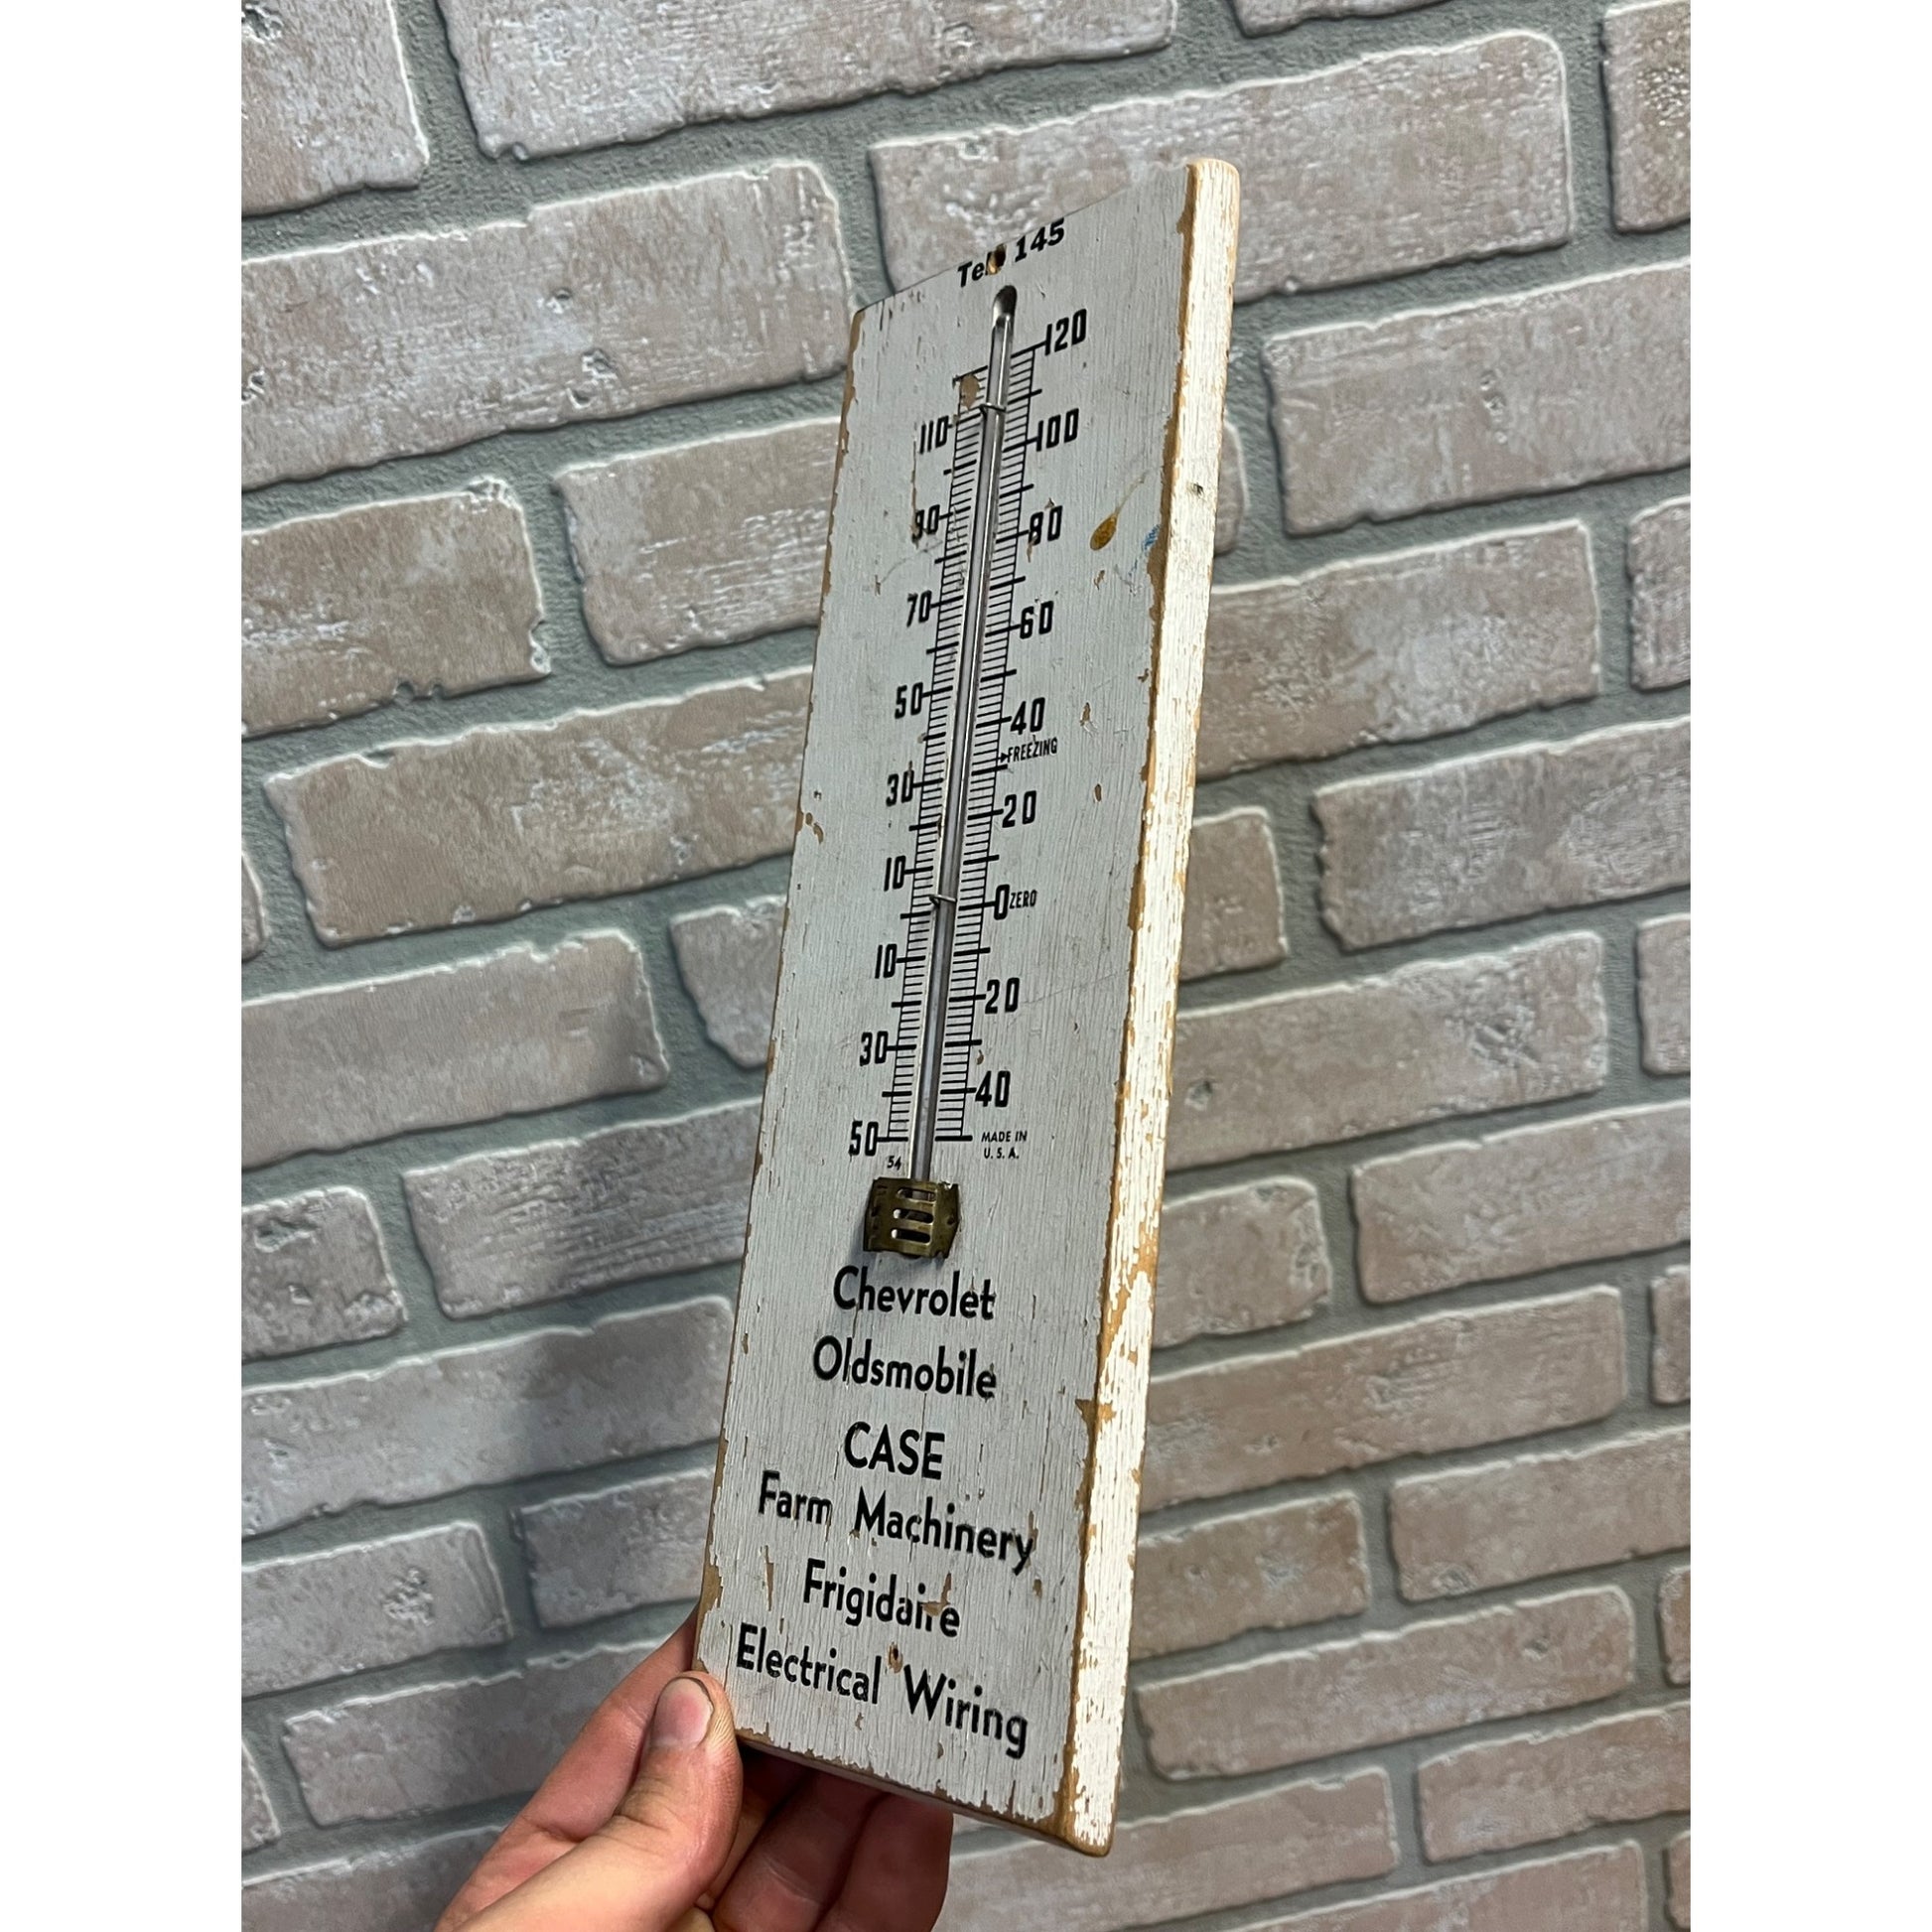 Tel. 145
120
110
100
90
80
70
60
50
40
FREEZING
30
20
10
0 ZERO
10
20
30
40
50
MADE IN
U.S.A.
54
Chevrolet
Oldsmobile
CASE
Farm Machinery
Frigidaire
Electrical Wiring